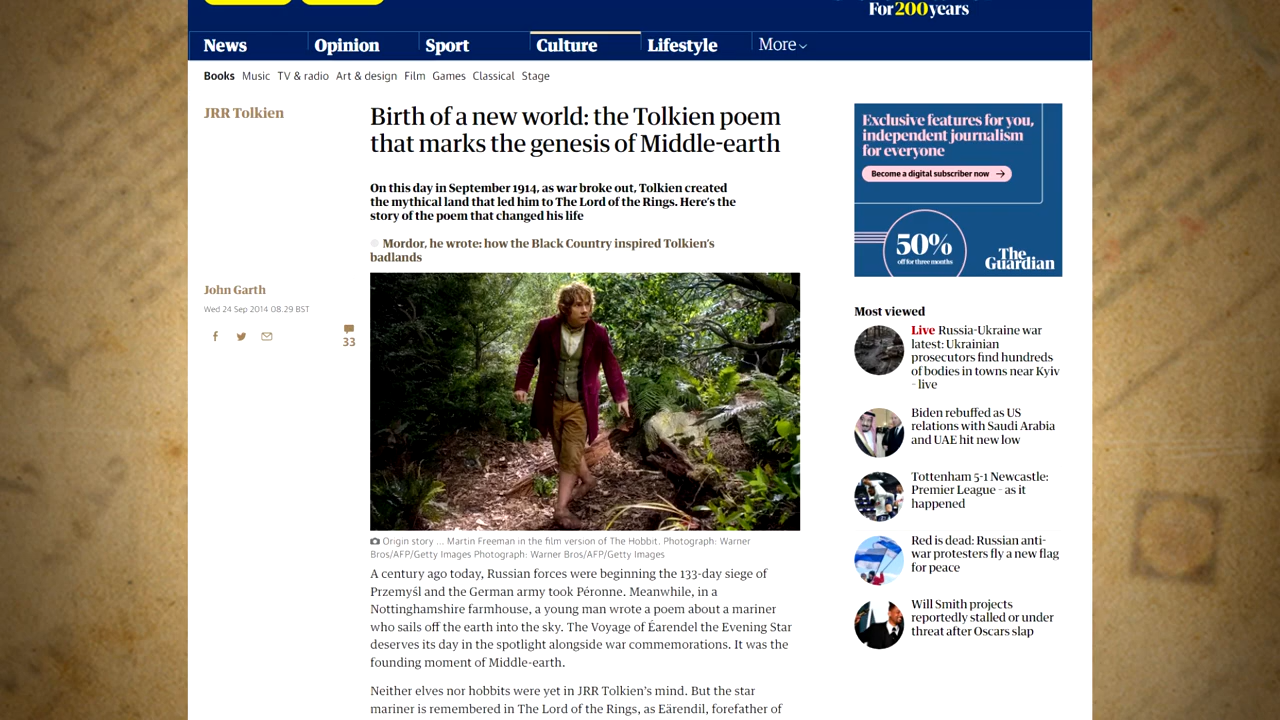 For 200 years
News
Opinion
Sport
Culture
Lifestyle
More
Books
Music
TV & radio
Art & design
Film
Games
Classical
Stage
JRR Tolkien
Birth of a new world: the Tolkien poem
that marks the genesis of Middle-earth
On this day in September 1914, as war broke out, Tolkien created
the mythical land that led him to The Lord of the Rings. Here's the
story of the poem that changed his life
Mordor, he wrote: how the Black Country inspired Tolkien's
badlands
John Garth
Wed 24 Sep 2014 08.29 BST
33
Origin story ... Martin Freeman in the film version of The Hobbit. Photograph: Warner
Bros/AFP/Getty Images Photograph: Warner Bros/AFP/Getty Images
A century ago today, Russian forces were beginning the 133-day siege of
Przemyśl and the German army took Péronne. Meanwhile, in a
Nottinghamshire farmhouse, a young man wrote a poem about a mariner
who sails off the earth into the sky. The Voyage of Éarendel the Evening Star
deserves its day in the spotlight alongside war commemorations. It was the
founding moment of Middle-earth.
Neither elves nor hobbits were yet in JRR Tolkien's mind. But the star
mariner is remembered in The Lord of the Rings, as Eärendil, forefather of
Exclusive features for you,
independent journalism
for everyone
Become a digital subscriber now
50%
off for three months
The
Guardian
Most viewed
Live Russia-Ukraine war
latest: Ukrainian
prosecutors find hundreds
of bodies in towns near Kyiv
– live
Biden rebuffed as US
relations with Saudi Arabia
and UAE hit new low
Tottenham 5-1 Newcastle:
Premier League – as it
happened
Red is dead: Russian anti-
war protesters fly a new flag
for peace
Will Smith projects
reportedly stalled or under
threat after Oscars slap